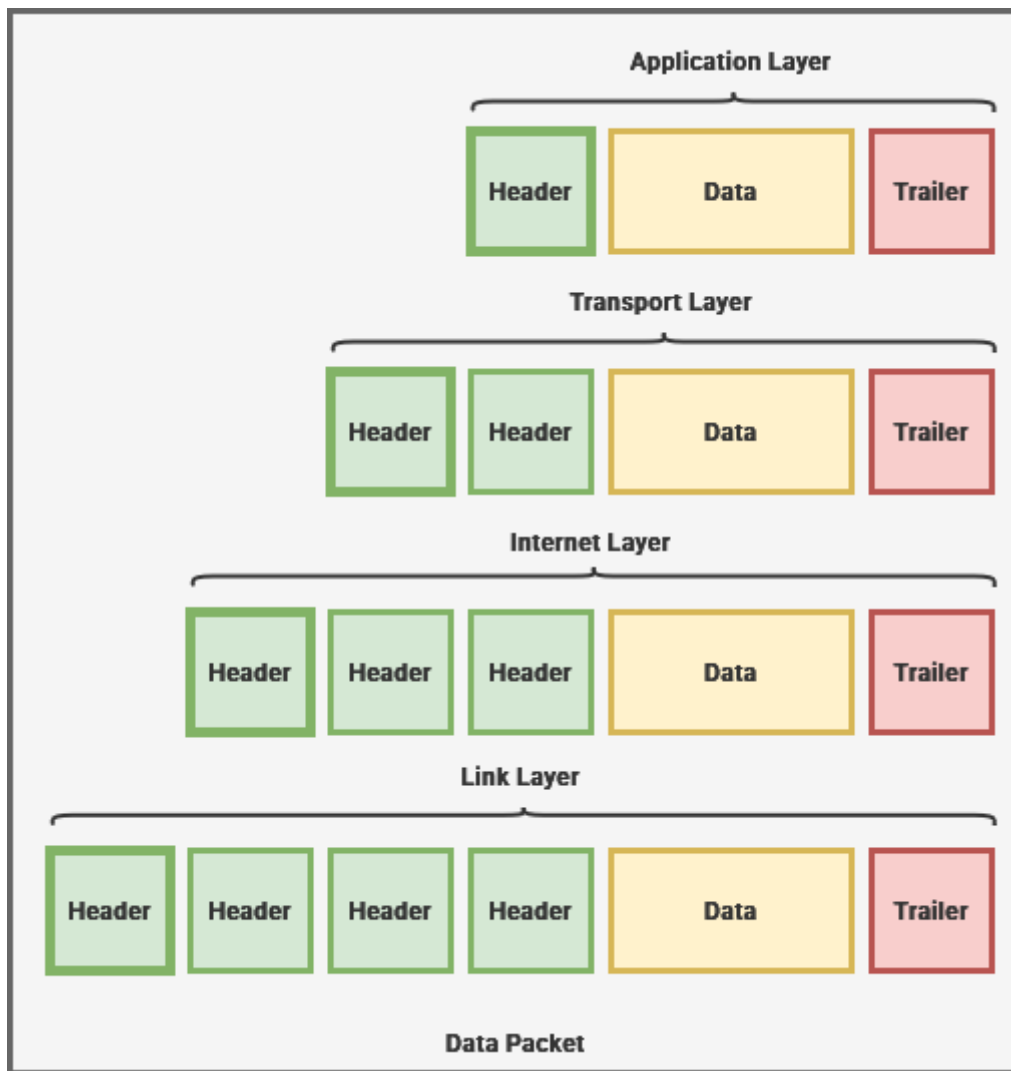 Application Layer
Header Data Trailer
Transport Layer
Header Header Data Trailer
Internet Layer
Header Header Header Data Trailer
Link Layer
Header Header Header Header Data Trailer
Data Packet